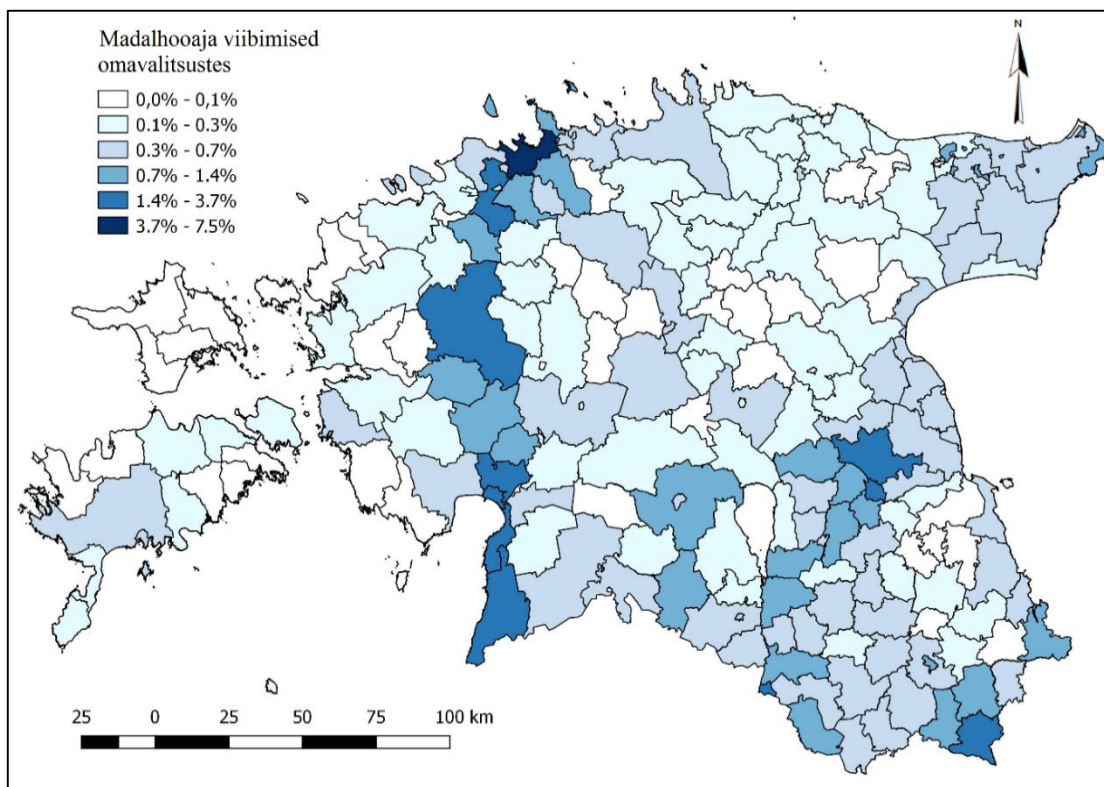 Madalhooaja viibimised
omavalitsustes
0,0% - 0,1%
0.1% - 0.3%
0.3% - 0.7%
0.7% - 1.4%
1.4% - 3.7%
3.7% - 7.5%
N
25 0 25 50 75 100 km